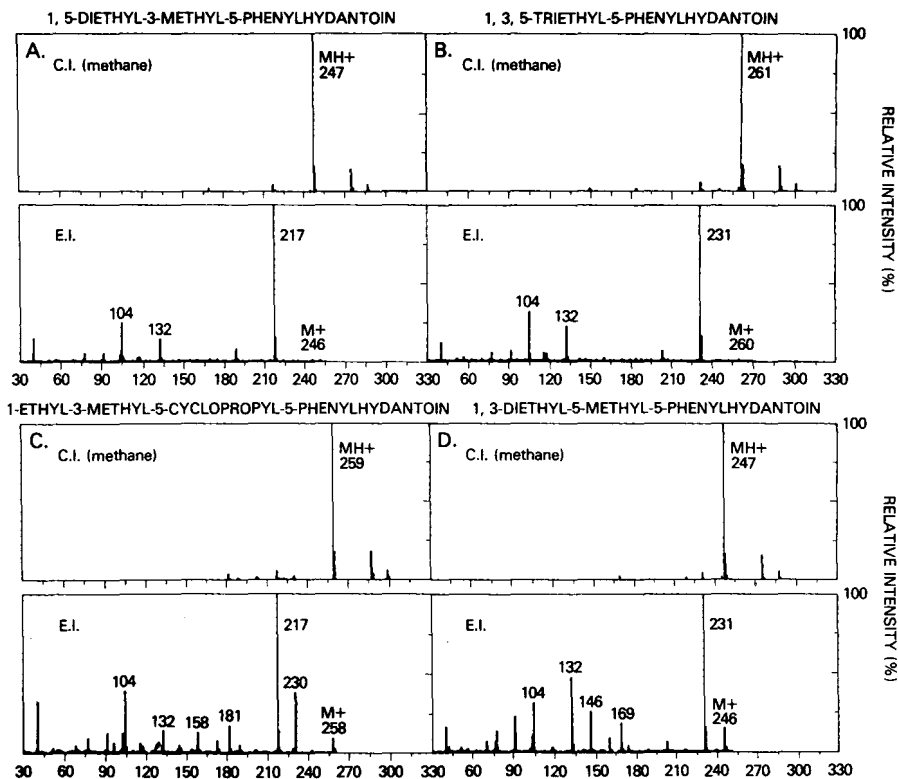 1, 5-DIETHYL-3-METHYL-5-PHENYLHYDANTOIN
1, 3, 5-TRIETHYL-5-PHENYLHYDANTOIN
A.
C.I. (methane)
MH+
247
B.
C.I. (methane)
MH+
261
100
E.I.
217
104
132
M+
246
E.I.
231
104
132
M+
260
100
RELATIVE INTENSITY (%)
30 60 90 120 150 180 210 240 270 300 30 60 90 120 150 180 210 240 270 300 330
1-ETHYL-3-METHYL-5-CYCLOPROPYL-5-PHENYLHYDANTOIN
1, 3-DIETHYL-5-METHYL-5-PHENYLHYDANTOIN
C.
C.I. (methane)
MH+
259
D.
C.I. (methane)
MH+
247
100
E.I.
217
104
132
158
181
230
M+
258
E.I.
231
104
132
146
169
M+
246
100
RELATIVE INTENSITY (%)
30 60 90 120 150 180 210 240 270 300 30 60 90 120 150 180 210 240 270 300 330